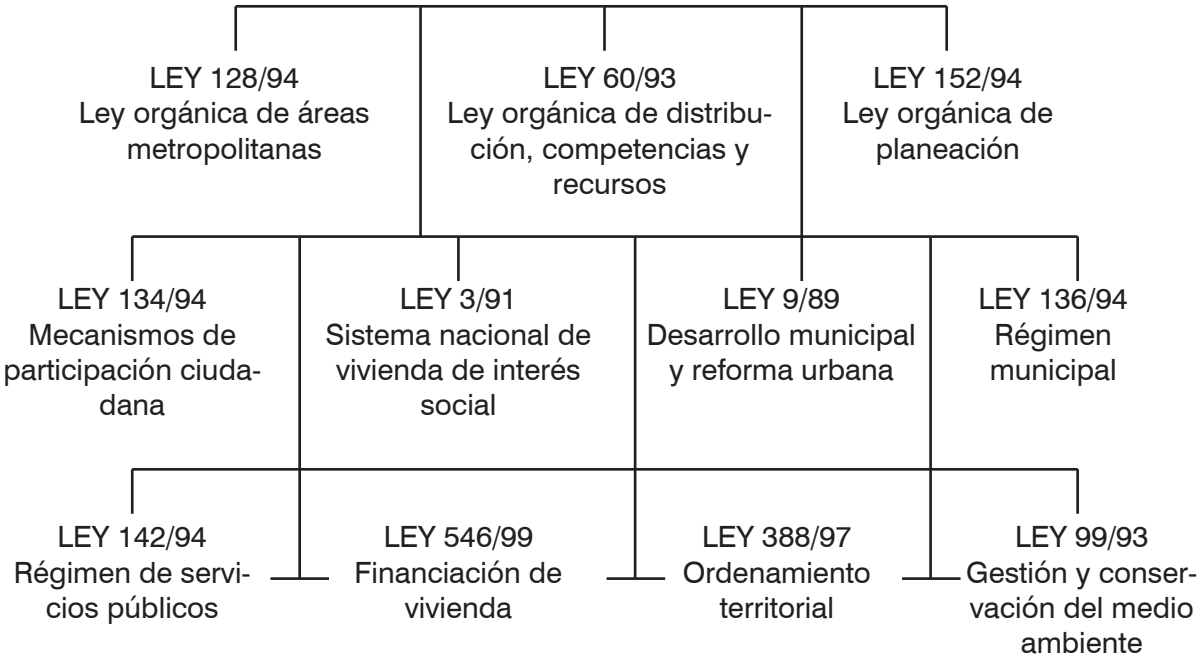 LEY 128/94
Ley orgánica de áreas
metropolitanas
LEY 60/93
Ley orgánica de distribu-
ción, competencias y
recursos
LEY 152/94
Ley orgánica de
planeación
LEY 134/94
Mecanismos de
participación ciuda-
dana
LEY 3/91
Sistema nacional de
vivienda de interés
social
LEY 9/89
Desarrollo municipal
y reforma urbana
LEY 136/94
Régimen
municipal
LEY 142/94
Régimen de servi-
cios públicos
LEY 546/99
Financiación de
vivienda
LEY 388/97
Ordenamiento
territorial
LEY 99/93
Gestión y conser-
vación del medio
ambiente